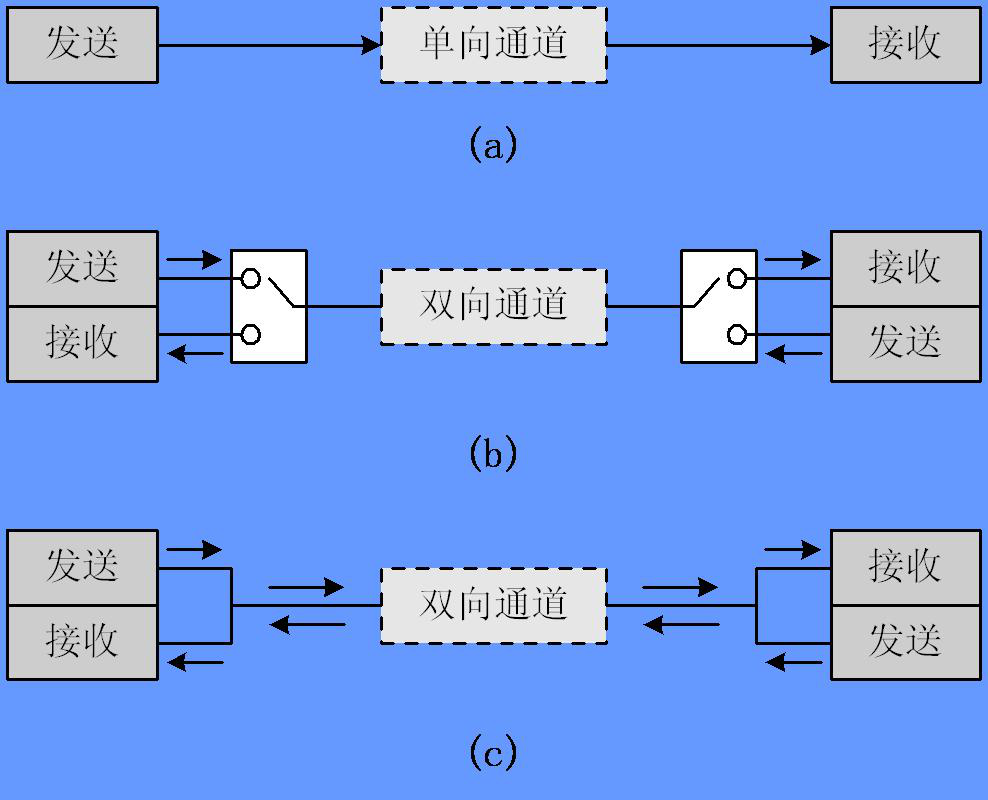 发送 单向通道 接收
(a)
发送 接收
双向通道
接收 发送
(b)
发送 接收
双向通道
接收 发送
(c)